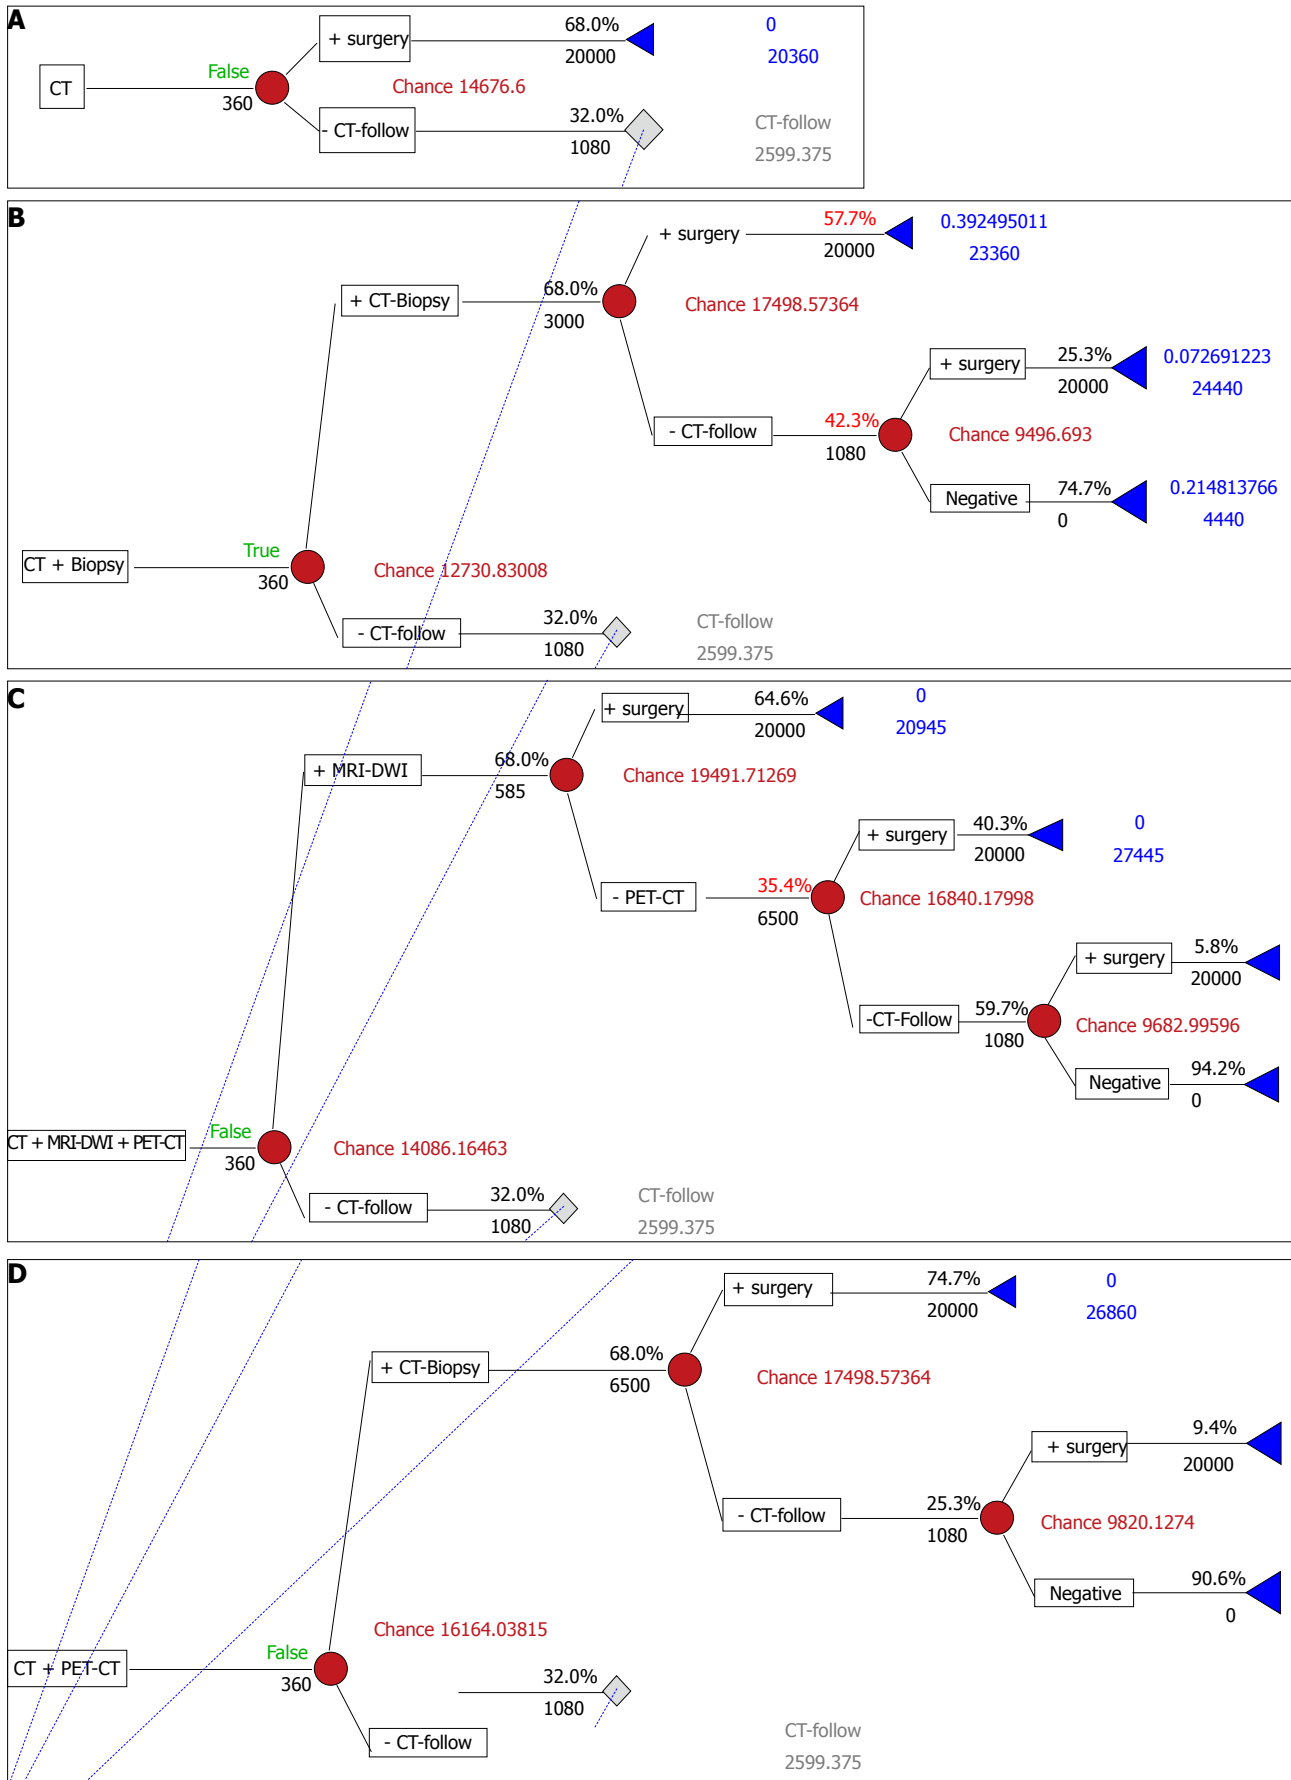 A
CT
False
360
Chance 14676.6
+ surgery
68.0%
20000
0
20360
- CT-follow
32.0%
1080
CT-follow
2599.375
B
CT + Biopsy
True
360
Chance 12730.83008
+ CT-Biopsy
68.0%
3000
Chance 17498.57364
+ surgery
57.7%
20000
0.392495011
23360
- CT-follow
42.3%
1080
Chance 9496.693
+ surgery
25.3%
20000
0.072691223
24440
Negative
74.7%
0
0.214813766
4440
- CT-follow
32.0%
1080
CT-follow
2599.375
C
CT + MRI-DWI + PET-CT
False
360
Chance 14086.16463
+ MRI-DWI
68.0%
585
Chance 19491.71269
+ surgery
64.6%
20000
0
20945
- PET-CT
35.4%
6500
Chance 16840.17998
+ surgery
40.3%
20000
0
27445
-CT-Follow
59.7%
1080
Chance 9682.99596
+ surgery
5.8%
20000
Negative
94.2%
0
- CT-follow
32.0%
1080
CT-follow
2599.375
D
CT + PET-CT
False
360
Chance 16164.03815
+ CT-Biopsy
68.0%
6500
Chance 17498.57364
+ surgery
74.7%
20000
0
26860
- CT-follow
25.3%
1080
Chance 9820.1274
+ surgery
9.4%
20000
Negative
90.6%
0
- CT-follow
32.0%
1080
CT-follow
2599.375